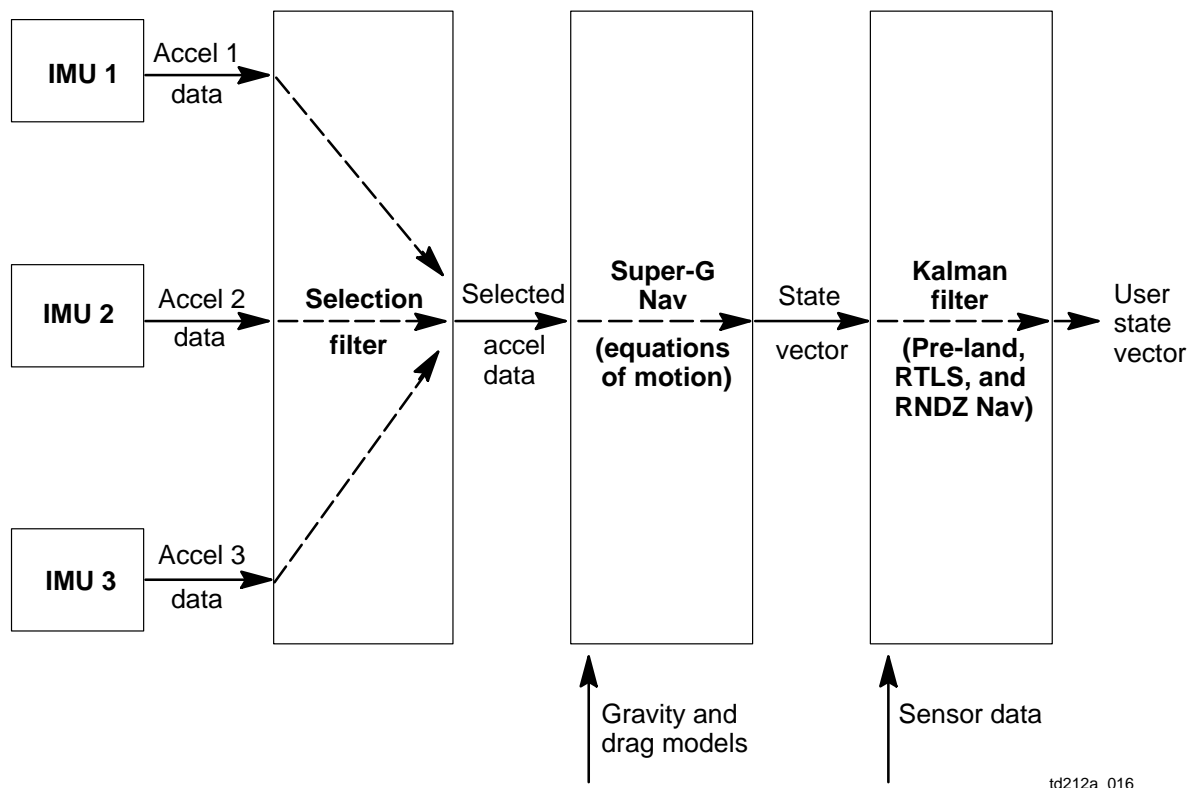 IMU 1
Accel 1
data
IMU 2
Accel 2
data
IMU 3
Accel 3
data
Selection
filter
Selected
accel
data
Super-G
Nav
(equations
of motion)
State
vector
Kalman
filter
(Pre-land,
RTLS, and
RNDZ Nav)
User
state
vector
Gravity and
drag models
Sensor data
td212a_016